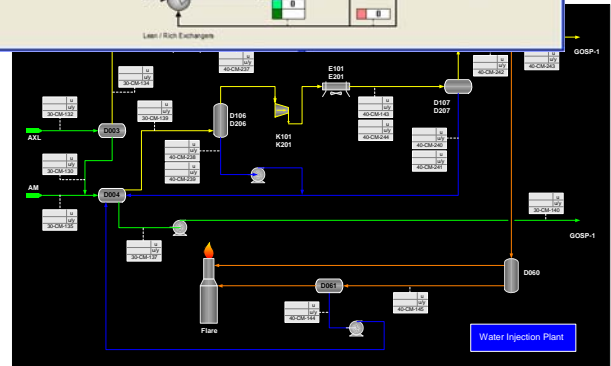 0
0
Lean / Rich Exchangers
40-CM-237
40-CM-242
40-CM-243
GOSP-1
u
u/y
30-CM-134
E101
E201
u
u/y
30-CM-132
u
u/y
30-CM-139
D107
D207
AXL
D003
D106
D206
K101
K201
u
u/y
40-CM-143
u
u/y
40-CM-244
u
u/y
40-CM-238
u
u/y
40-CM-239
u
u/y
40-CM-240
u
u/y
40-CM-241
u
u/y
30-CM-130
AM
D004
u
u/y
30-CM-135
u
u/y
30-CM-140
GOSP-1
u
u/y
30-CM-137
D060
D061
u
u/y
40-CM-144
u
u/y
40-CM-145
Flare
Water Injection Plant